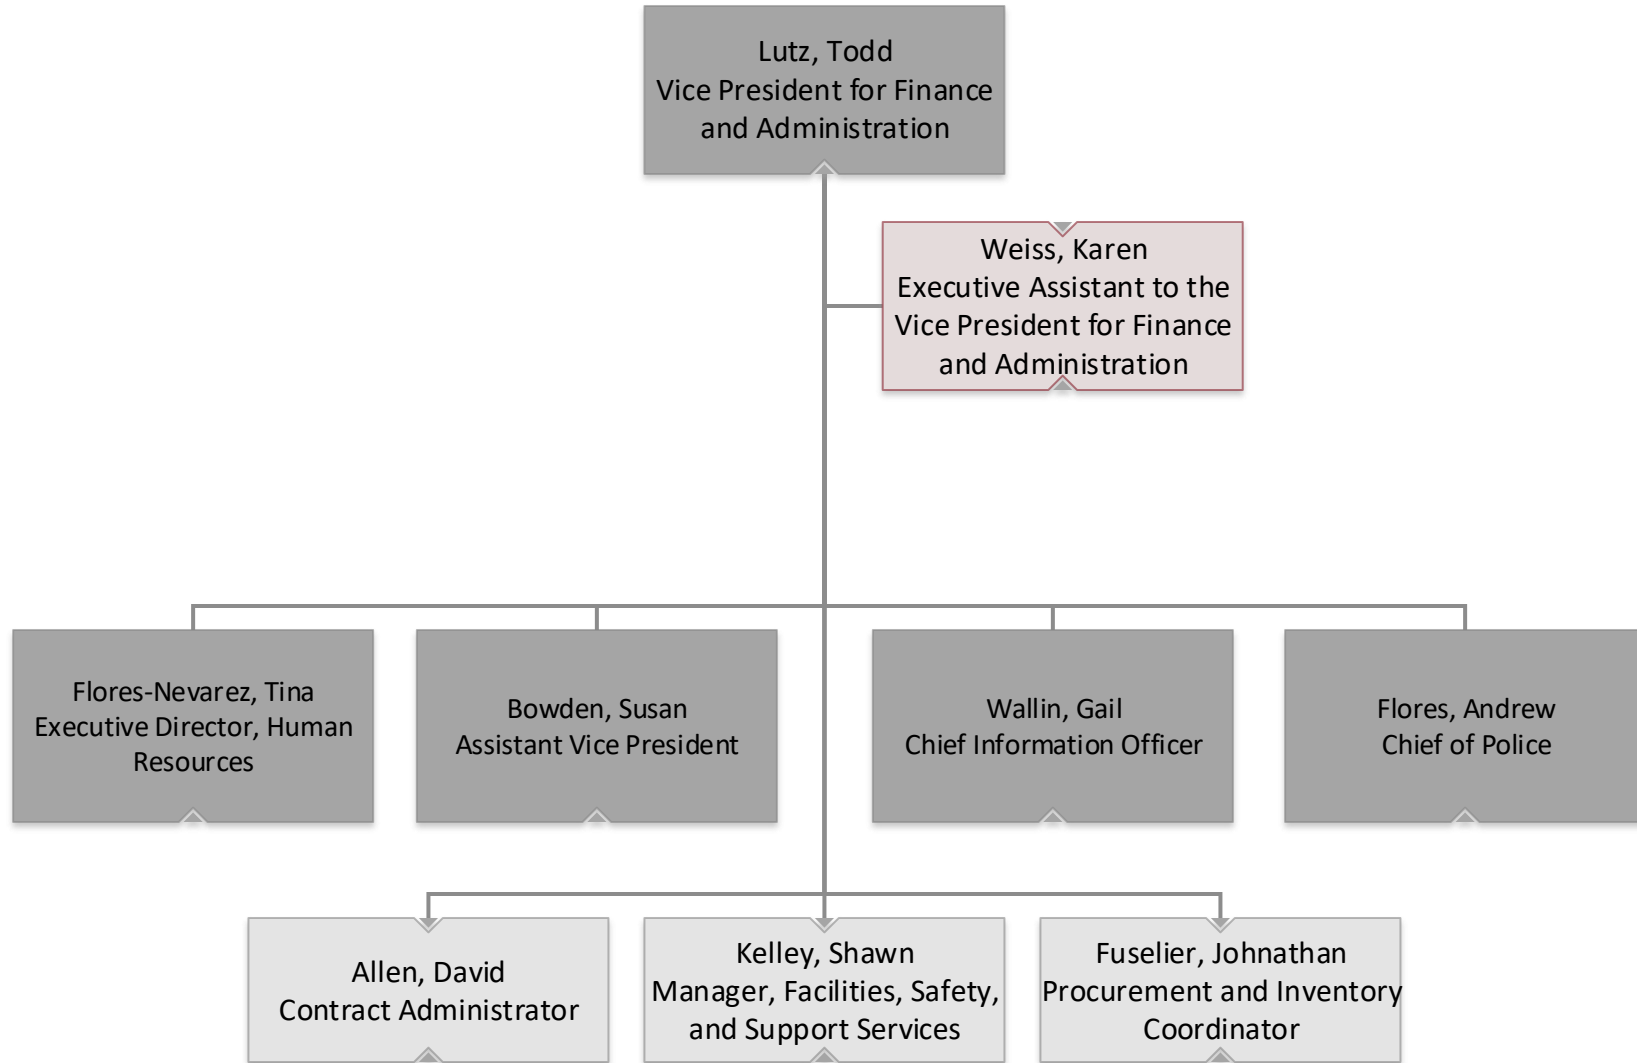 Lutz, Todd
Vice President for Finance
and Administration
Weiss, Karen
Executive Assistant to the
Vice President for Finance
and Administration
Flores-Nevarez, Tina
Executive Director, Human
Resources
Bowden, Susan
Assistant Vice President
Wallin, Gail
Chief Information Officer
Flores, Andrew
Chief of Police
Allen, David
Contract Administrator
Kelley, Shawn
Manager, Facilities, Safety,
and Support Services
Fuselier, Johnathan
Procurement and Inventory
Coordinator